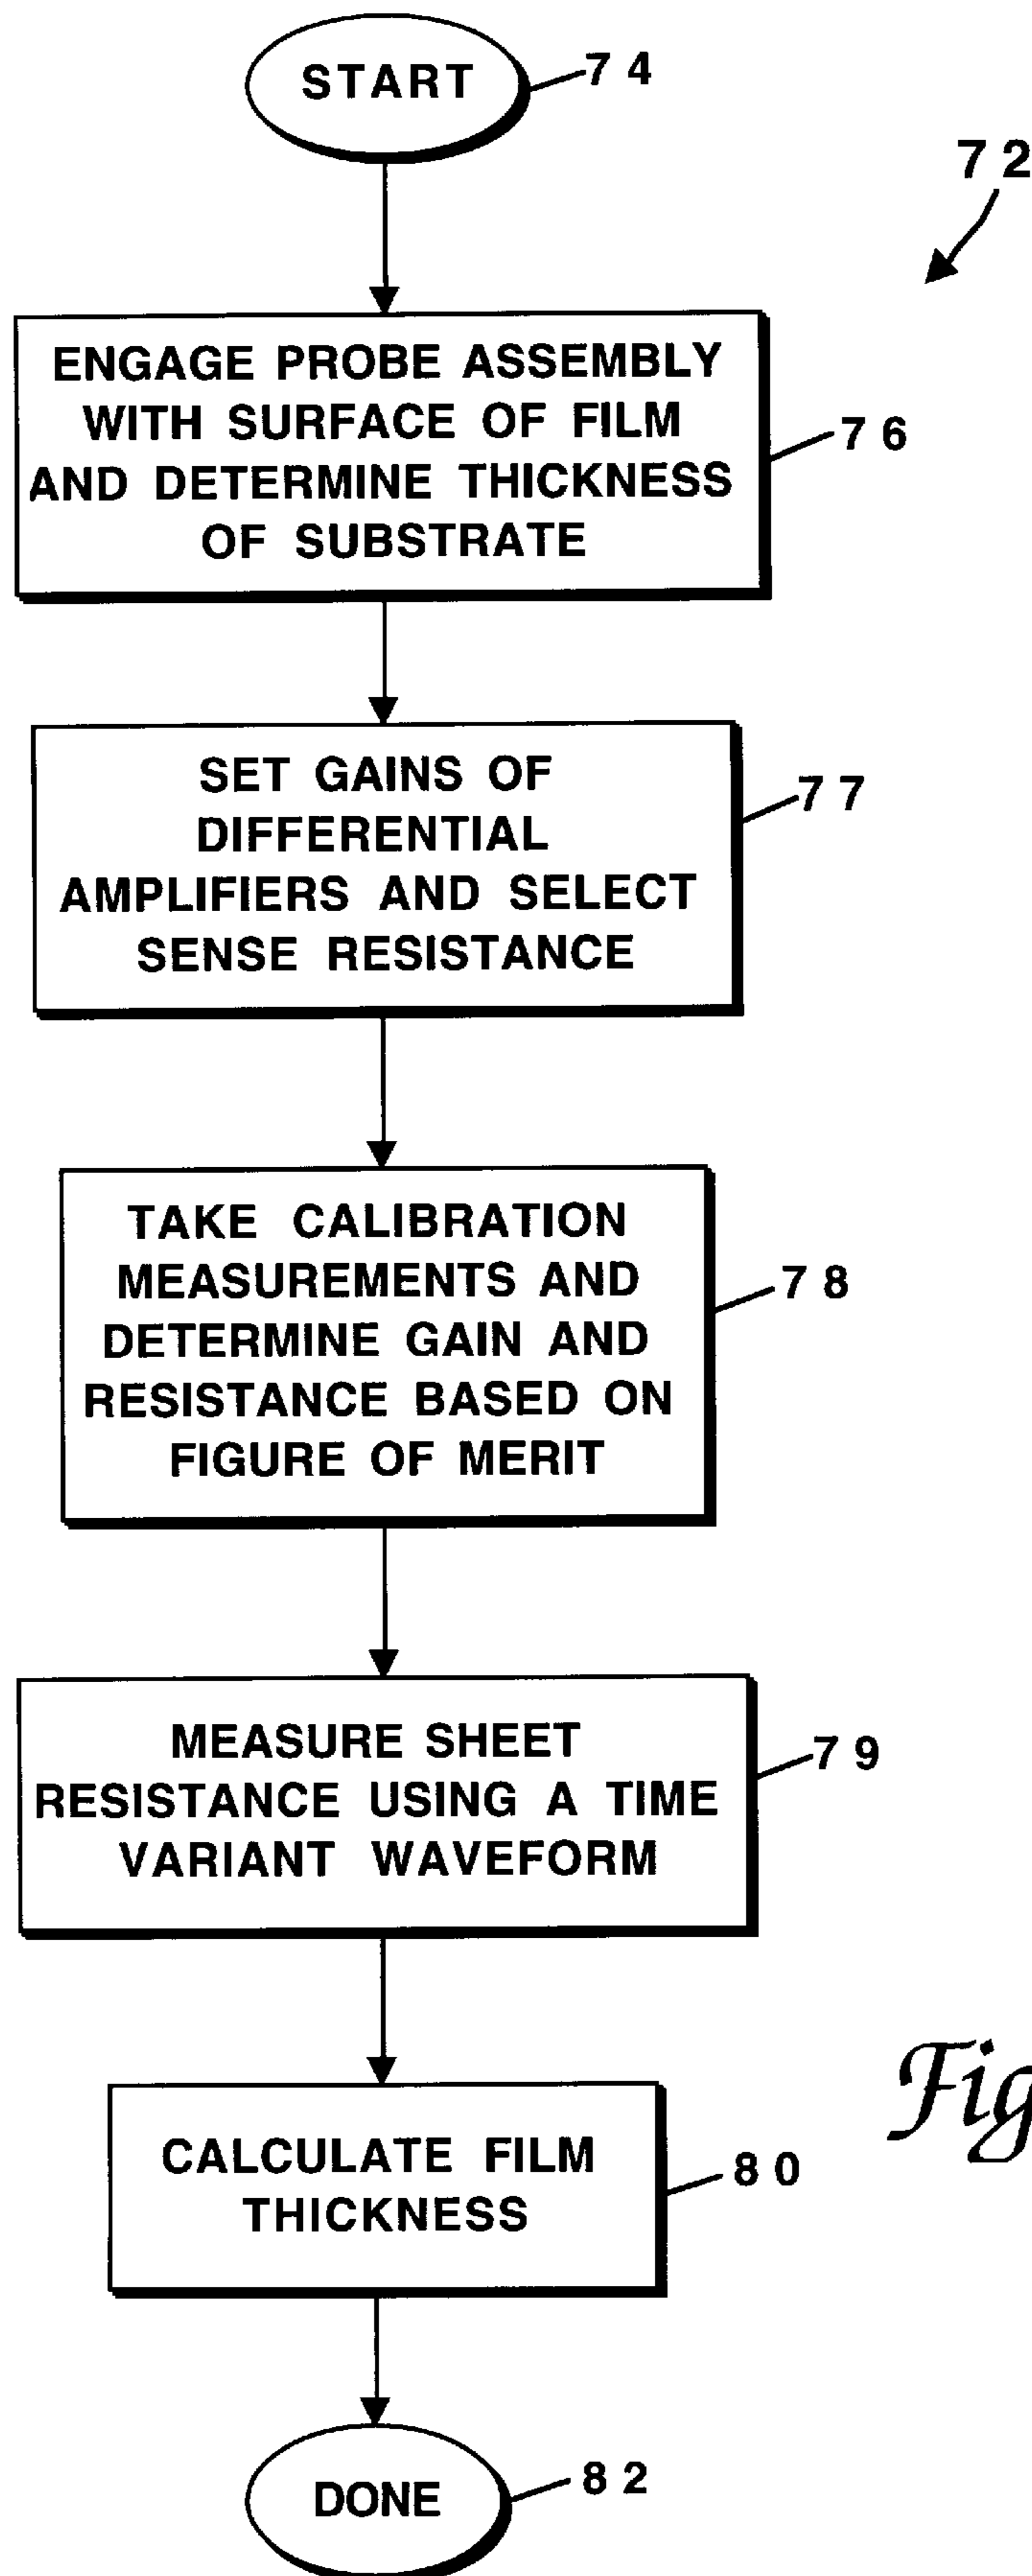 START
74
72
ENGAGE PROBE ASSEMBLY
WITH SURFACE OF FILM
AND DETERMINE THICKNESS
OF SUBSTRATE
76
SET GAINS OF
DIFFERENTIAL
AMPLIFIERS AND SELECT
SENSE RESISTANCE
77
TAKE CALIBRATION
MEASUREMENTS AND
DETERMINE GAIN AND
RESISTANCE BASED ON
FIGURE OF MERIT
78
MEASURE SHEET
RESISTANCE USING A TIME
VARIANT WAVEFORM
79
Fig
CALCULATE FILM
THICKNESS
80
DONE
82